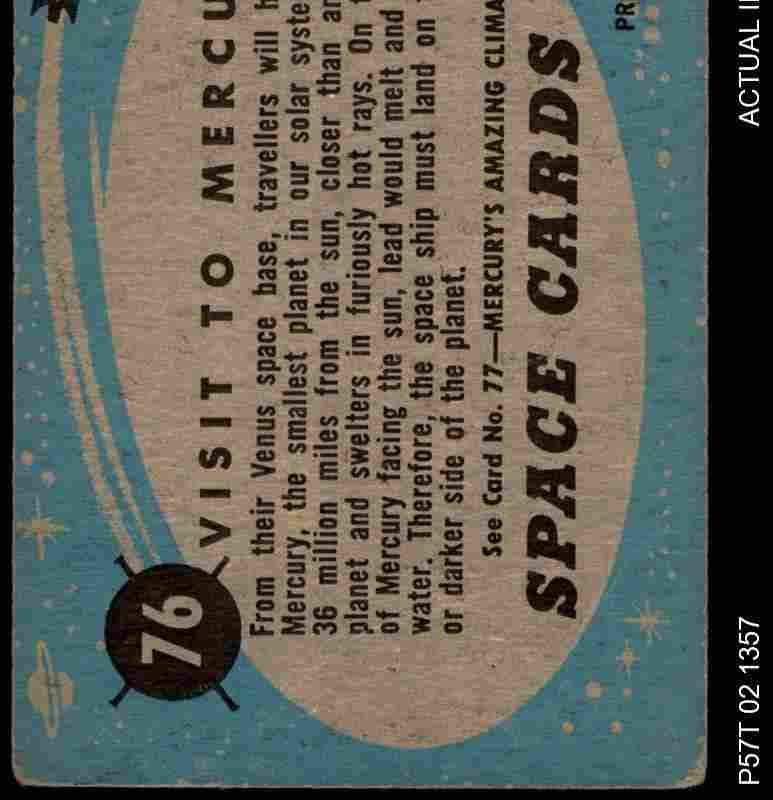 76
VISIT TO MERCU
From their Venus space base, travellers will h
Mercury, the smallest planet in our solar syste
36 million miles from the sun, closer than an
planet and swelters in furiously hot rays. On t
of Mercury facing the sun, lead would melt and
water. Therefore, the space ship must land on
or darker side of the planet.
See Card No. 77—MERCURY'S AMAZING CLIMA
SPACE CARDS
PR
P57T 02 1357
ACTUAL I